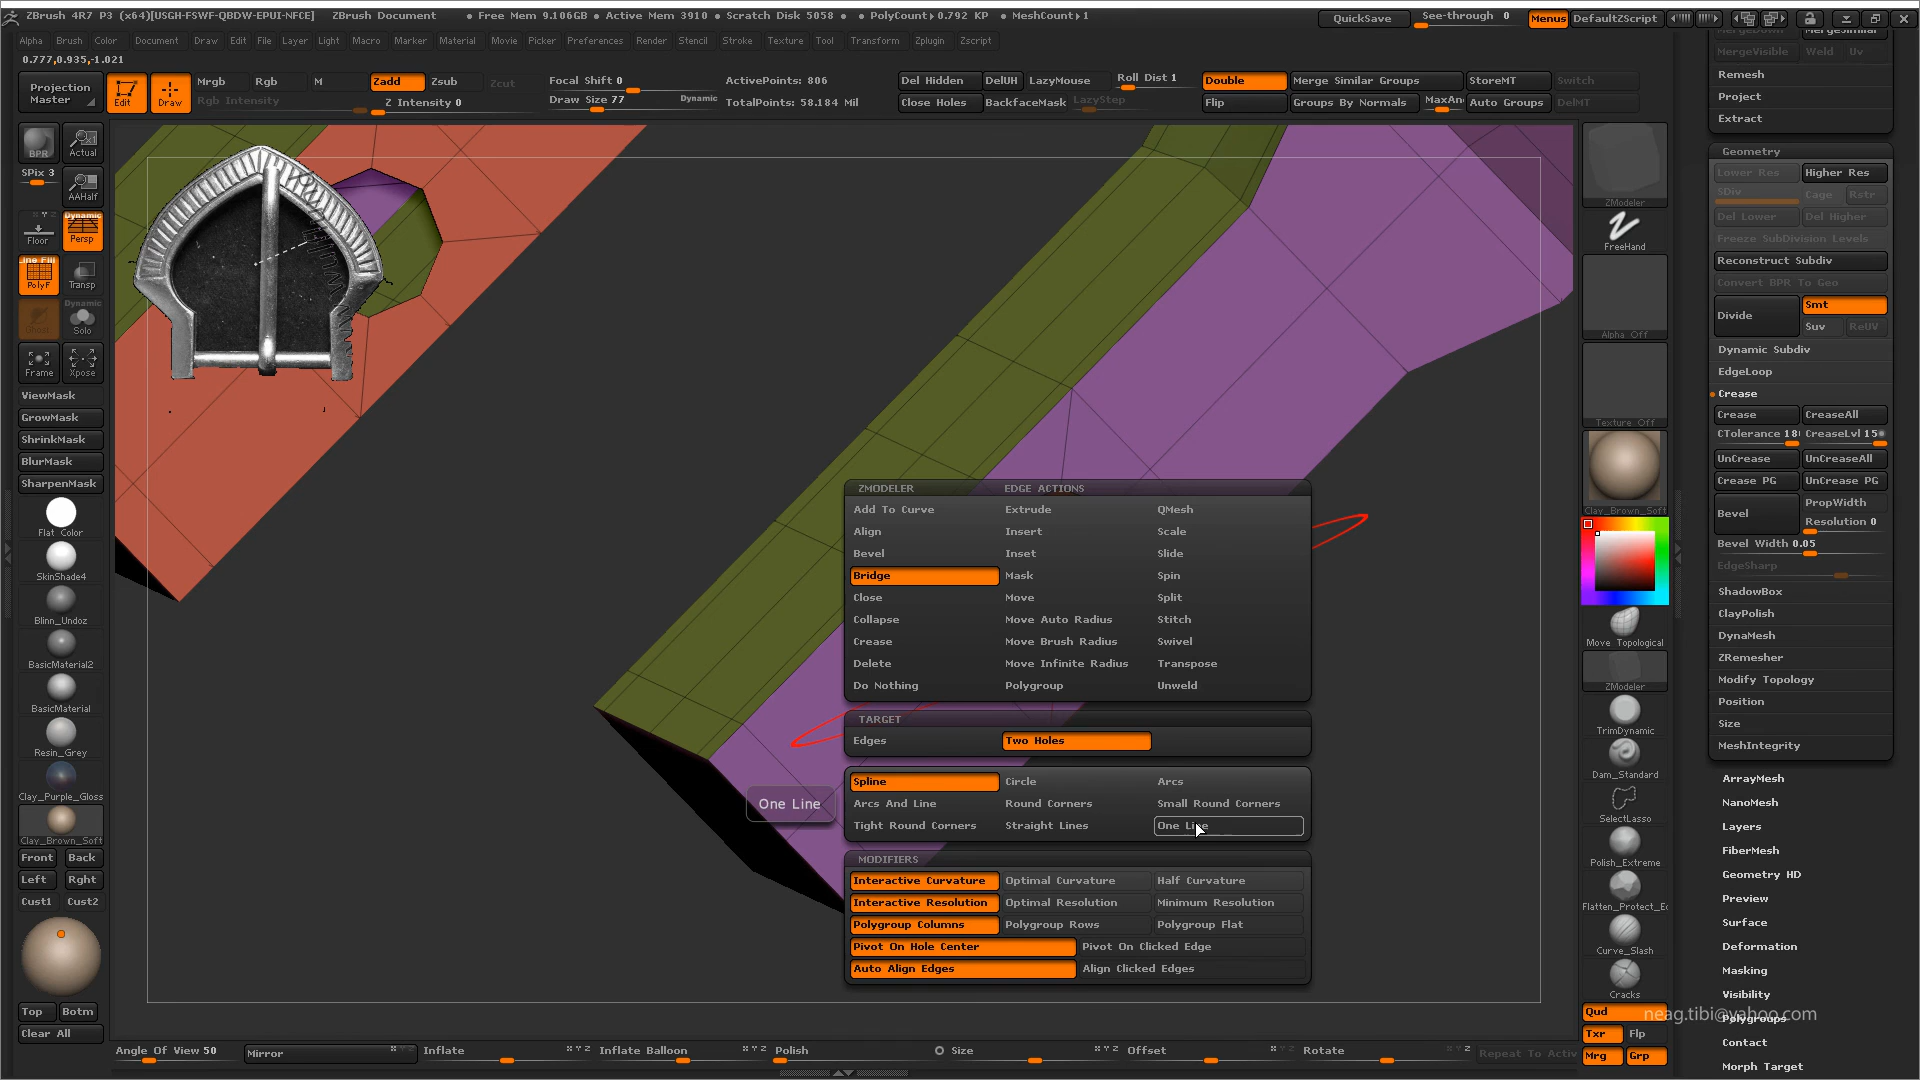 ZBrush 4R7 P3 (x64)[USGH-FSWF-QBDW-EPUI-NFCE] ZBrush Document • Free Mem 9.106GB • Active Mem 3910 • Scratch Disk 5058 • • PolyCount▸0.792 KP • MeshCount▸1 QuickSave See-through 0 Menus DefaultZScript
Alpha Brush Color Document Draw Edit File Layer Light Macro Marker Material Movie Picker Preferences Render Stencil Stroke Texture Tool Transform Zplugin Zscript
0.777,0.935,-1.021
Projection Master
Edit
Draw
Mrgb Rgb M Zadd Zsub Zcut
Rgb Intensity Z Intensity 0
Focal Shift 0
Draw Size 77 Dynamic
ActivePoints: 806
TotalPoints: 58.184 Mil
Del Hidden DelUH LazyMouse Roll Dist 1
Close Holes BackfaceMask LazyStep
Double Merge Similar Groups StoreMT Switch
Flip Groups By Normals MaxAn Auto Groups DelMT
BPR
Actual
SPix 3
AAHalf
Floor
Dynamic
Persp
Line Fill
PolyF
Transp
Ghost
Dynamic
Solo
Frame
Xpose
ViewMask
GrowMask
ShrinkMask
BlurMask
SharpenMask
Flat Color
SkinShade4
Blinn_Undoz
BasicMaterial2
BasicMaterial
Resin_Grey
Clay_Purple_Gloss
Clay_Brown_Soft
Front Back
Left Rght
Cust1 Cust2
Top Botm
Clear All
ZMODELER EDGE ACTIONS
Add To Curve Extrude QMesh
Align Insert Scale
Bevel Inset Slide
Bridge Mask Spin
Close Move Split
Collapse Move Auto Radius Stitch
Crease Move Brush Radius Swivel
Delete Move Infinite Radius Transpose
Do Nothing Polygroup Unweld
TARGET
Edges Two Holes
Spline Circle Arcs
Arcs And Line Round Corners Small Round Corners
Tight Round Corners Straight Lines One Line
One Line
MODIFIERS
Interactive Curvature Optimal Curvature Half Curvature
Interactive Resolution Optimal Resolution Minimum Resolution
Polygroup Columns Polygroup Rows Polygroup Flat
Pivot On Hole Center Pivot On Clicked Edge
Auto Align Edges Align Clicked Edges
Angle Of View 50 Mirror Inflate Inflate Balloon Polish Size Offset Rotate Repeat To Activ
ZModeler
FreeHand
Alpha Off
Texture Off
Clay_Brown_Soft
Move Topological
ZModeler
TrimDynamic
Dam_Standard
SelectLasso
Polish_Extreme
Flatten_Protect_Ed
Curve_Slash
Cracks
Qud
Txr Flp
Mrg Grp
MergeDown MergeSimilar
MergeVisible Weld Uv
Remesh
Project
Extract
Geometry
Lower Res Higher Res
SDiv Cage Rstr
Del Lower Del Higher
Freeze SubDivision Levels
Reconstruct Subdiv
Convert BPR To Geo
Divide Smt
Suv ReUV
Dynamic Subdiv
EdgeLoop
Crease
Crease CreaseAll
CTolerance 18 CreaseLvl 15
UnCrease UnCreaseAll
Crease PG UnCrease PG
Bevel PropWidth
Resolution 0
Bevel Width 0.05
EdgeSharp
ShadowBox
ClayPolish
DynaMesh
ZRemesher
Modify Topology
Position
Size
MeshIntegrity
ArrayMesh
NanoMesh
Layers
FiberMesh
Geometry HD
Preview
Surface
Deformation
Masking
Visibility
Polygroups
Contact
Morph Target
neag.tibi@yahoo.com